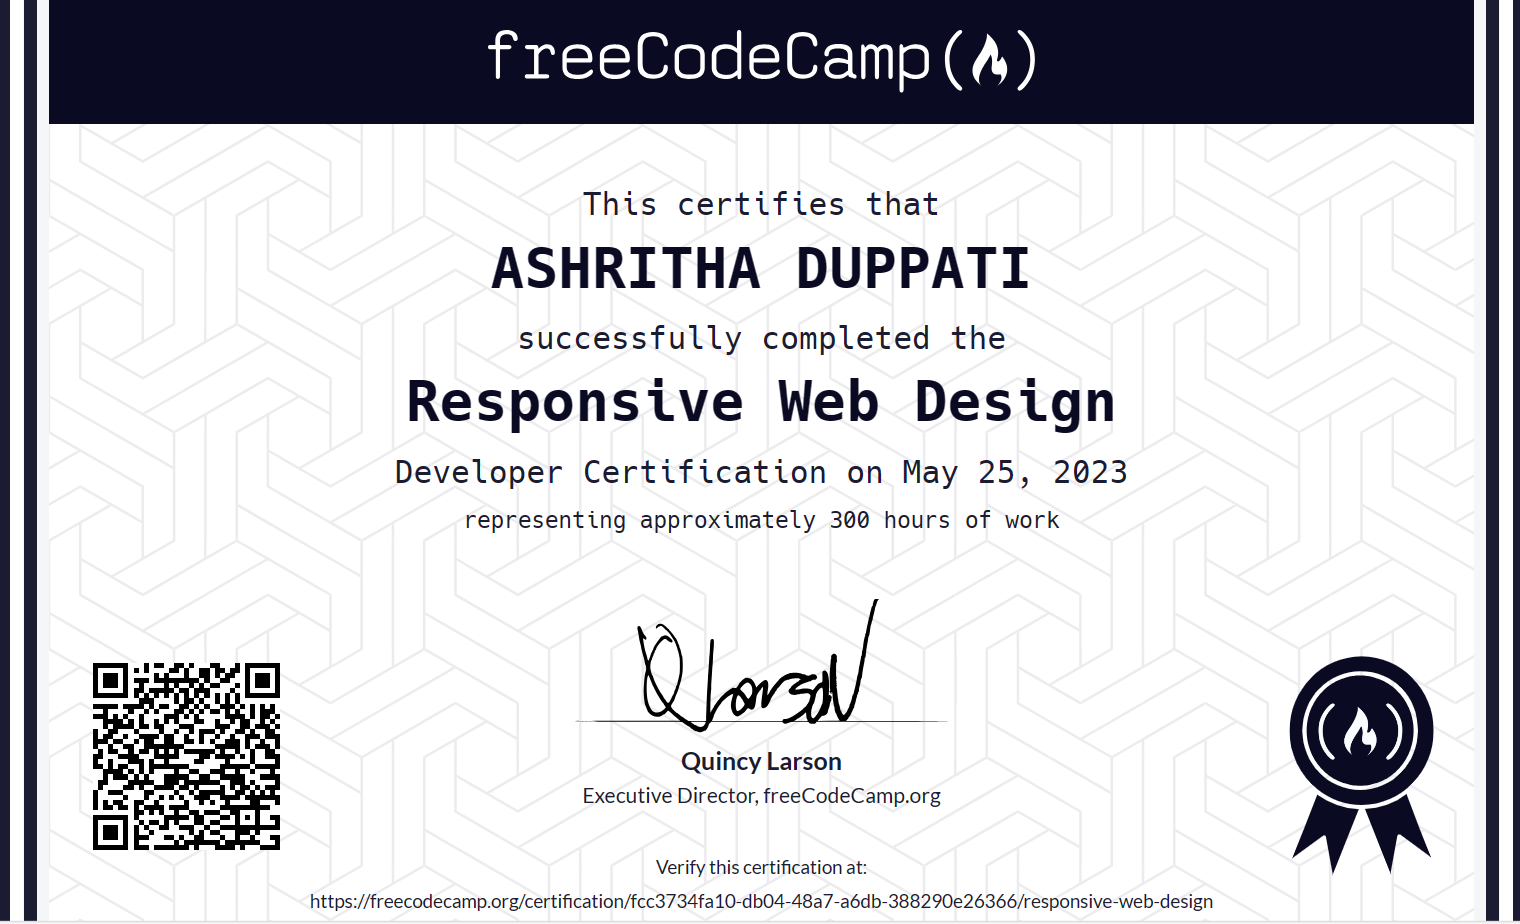 freeCodeCamp
This certifies that
ASHRITHA DUPPATI
successfully completed the
Responsive Web Design
Developer Certification on May 25, 2023
representing approximately 300 hours of work
Quincy Larson
Executive Director, freeCodeCamp.org
Verify this certification at:
https://freecodecamp.org/certification/fcc3734fa10-db04-48a7-a6db-388290e26366/responsive-web-design